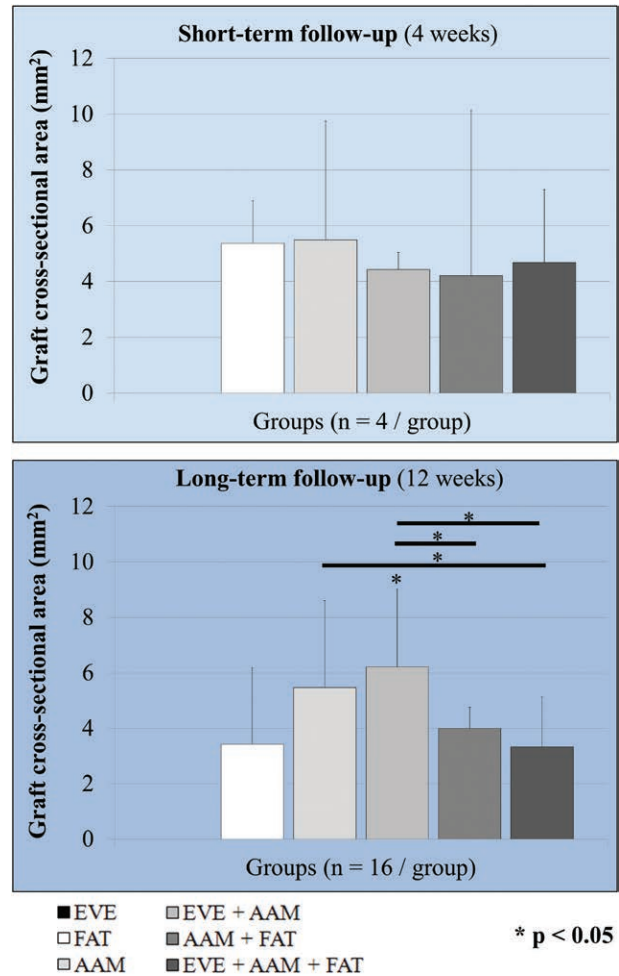 Short-term follow-up (4 weeks)
Graft cross-sectional area (mm²)
12
10
8
6
4
2
0
Groups (n = 4 / group)
Long-term follow-up (12 weeks)
Graft cross-sectional area (mm²)
12
10
8
6
4
2
0
*
*
*
*
Groups (n = 16 / group)
EVE
FAT
AAM
EVE + AAM
AAM + FAT
EVE + AAM + FAT
* p < 0.05